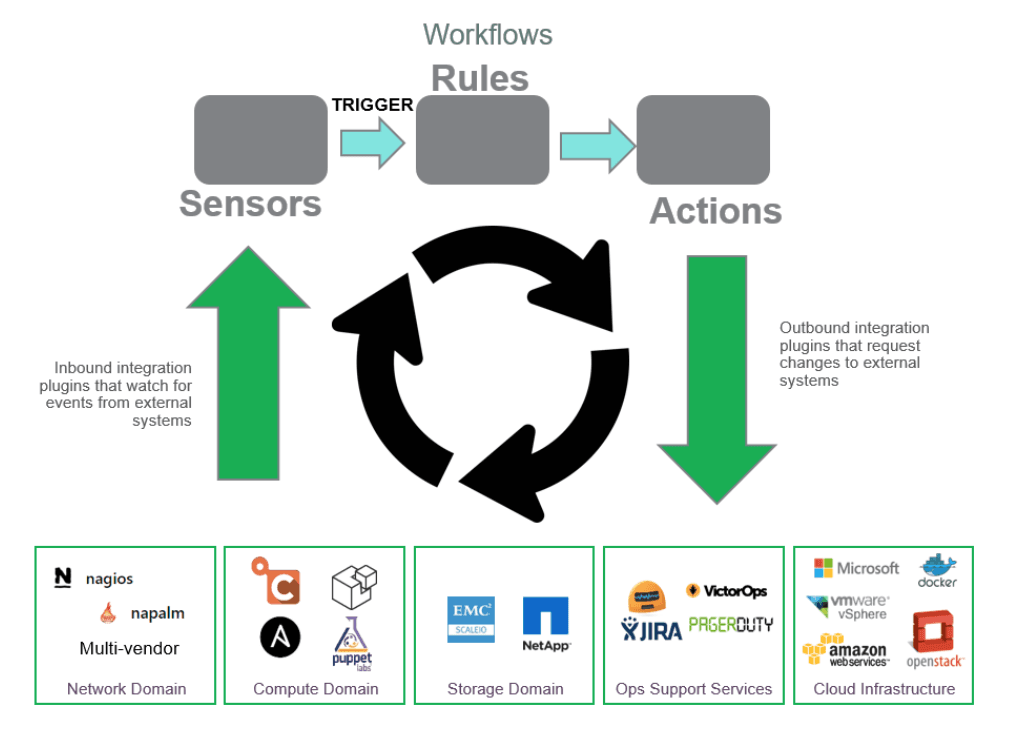 Workflows
Rules
TRIGGER
Sensors
Actions
Inbound integration
plugins that watch for
events from external
systems
Outbound integration
plugins that request
changes to external
systems
N nagios
napalm
Multi-vendor
Network Domain
C
A
puppet
labs
Compute Domain
EMC²
SCALEIO
NetApp
Storage Domain
VictorOps
JIRA
PAGERDUTY
Ops Support Services
Microsoft
docker
vmware
vSphere
amazon
webservices
openstack
Cloud Infrastructure